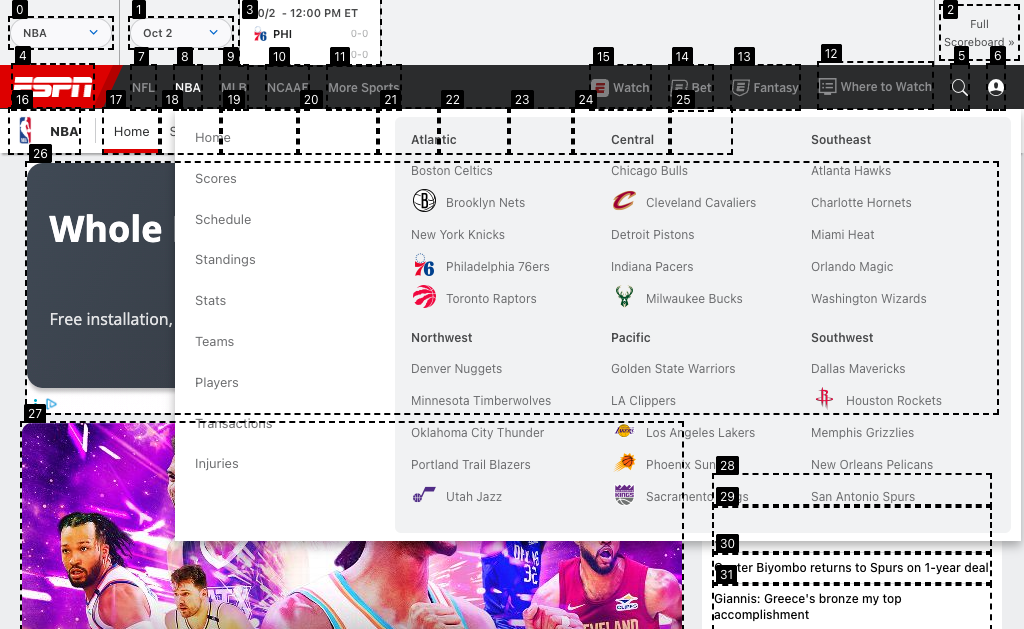 0
NBA
1
Oct 2
3
0/2 - 12:00 PM ET
PHI 0-0
0-0
2
Full
Scoreboard »
4
ESPN
7
NFL
8
NBA
9
MLB
10
NCAAF
11
More Sports
15
Watch
14
Bet
13
Fantasy
12
Where to Watch
5
6
16
NBA
17
Home
18
S
19
20
21
22
23
24
25
26
Home
Scores
Schedule
Standings
Stats
Teams
Players
Transactions
Injuries
Atlantic
Boston Celtics
Brooklyn Nets
New York Knicks
Philadelphia 76ers
Toronto Raptors
Central
Chicago Bulls
Cleveland Cavaliers
Detroit Pistons
Indiana Pacers
Milwaukee Bucks
Southeast
Atlanta Hawks
Charlotte Hornets
Miami Heat
Orlando Magic
Washington Wizards
Northwest
Denver Nuggets
Minnesota Timberwolves
Oklahoma City Thunder
Portland Trail Blazers
Utah Jazz
Pacific
Golden State Warriors
LA Clippers
Los Angeles Lakers
Phoenix Sun
Sacramento gs
Southwest
Dallas Mavericks
Houston Rockets
Memphis Grizzlies
New Orleans Pelicans
San Antonio Spurs
Whole
Free installation,
27
28
29
30
ter Biyombo returns to Spurs on 1-year deal
31
Giannis: Greece's bronze my top
accomplishment